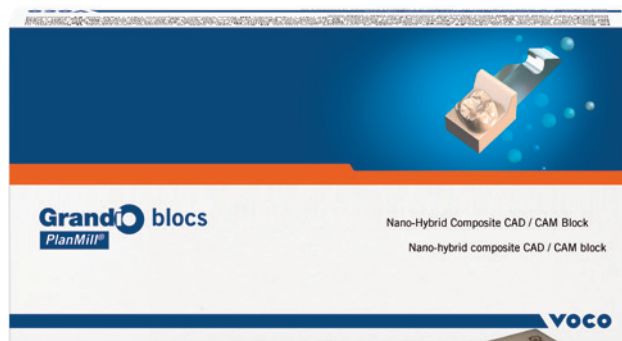 Grandio blocs
PlanMill®
Nano-Hybrid Composite CAD / CAM Block
Nano-hybrid composite CAD / CAM block
VOCO